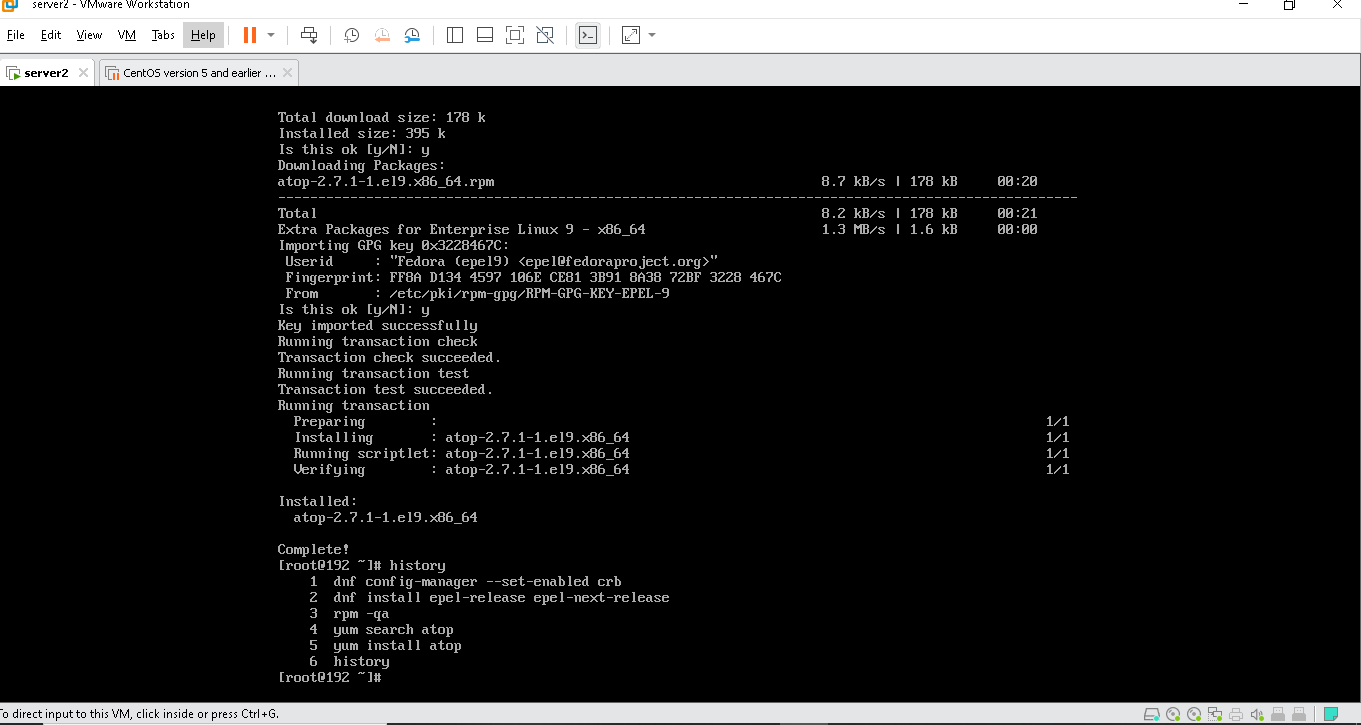 server2 - VMware Workstation
File Edit View VM Tabs Help
server2 CentOS version 5 and earlier ...
Total download size: 178 k
Installed size: 395 k
Is this ok [y/N]: y
Downloading Packages:
atop-2.7.1-1.el9.x86_64.rpm 8.7 kB/s | 178 kB 00:20
--------------------------------------------------------------------------------
Total 8.2 kB/s | 178 kB 00:21
Extra Packages for Enterprise Linux 9 - x86_64 1.3 MB/s | 1.6 kB 00:00
Importing GPG key 0x3228467C:
Userid : "Fedora (epel9) <epel@fedoraproject.org>"
Fingerprint: FF8A D134 4597 106E CE81 3B91 8A38 72BF 3228 467C
From : /etc/pki/rpm-gpg/RPM-GPG-KEY-EPEL-9
Is this ok [y/N]: y
Key imported successfully
Running transaction check
Transaction check succeeded.
Running transaction test
Transaction test succeeded.
Running transaction
Preparing : 1/1
Installing : atop-2.7.1-1.el9.x86_64 1/1
Running scriptlet: atop-2.7.1-1.el9.x86_64 1/1
Verifying : atop-2.7.1-1.el9.x86_64 1/1
Installed:
atop-2.7.1-1.el9.x86_64
Complete!
[root@192 ~]# history
1 dnf config-manager --set-enabled crb
2 dnf install epel-release epel-next-release
3 rpm -qa
4 yum search atop
5 yum install atop
6 history
[root@192 ~]#
To direct input to this VM, click inside or press Ctrl+G.